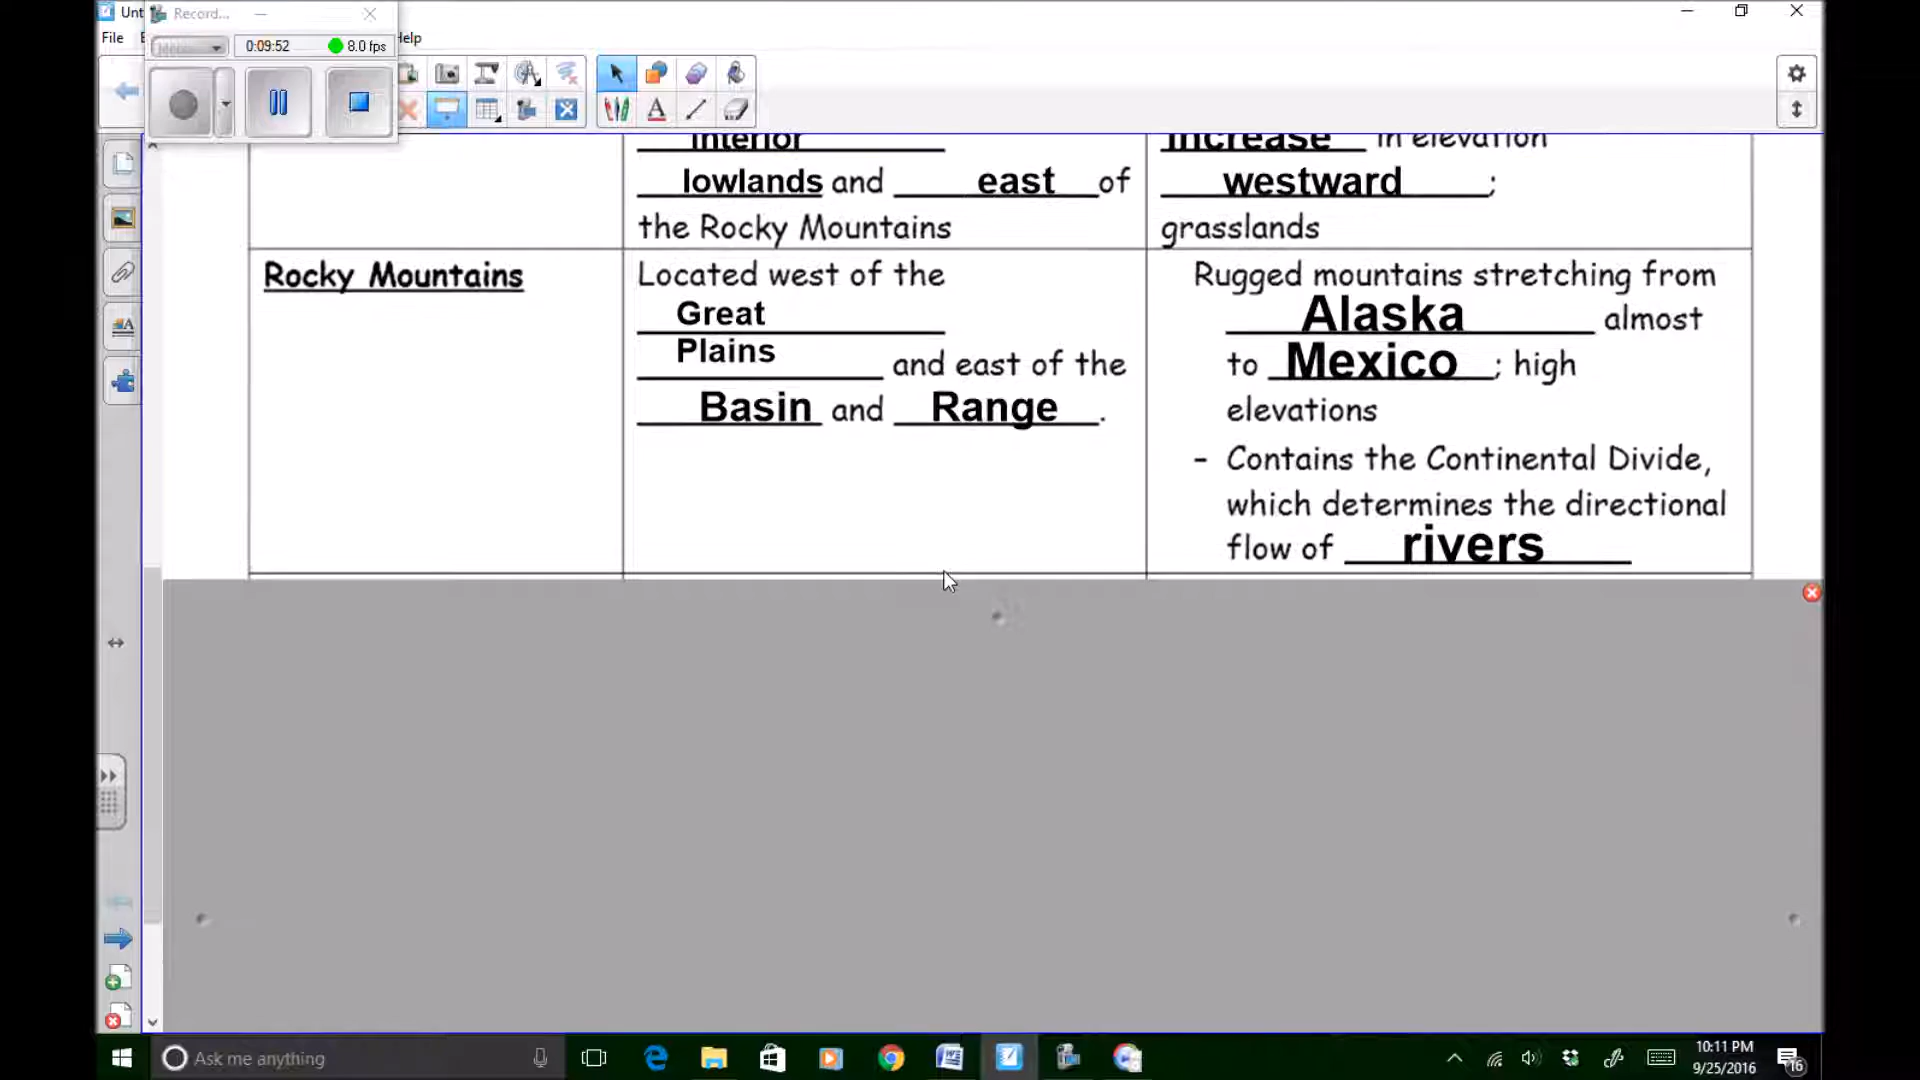 Unt
Record...
File
Help
0:09:52
8.0 fps
Interior
lowlands and east of
the Rocky Mountains
increase in elevation
westward ;
grasslands
Rocky Mountains
Located west of the
Great
Plains and east of the
Basin and Range .
Rugged mountains stretching from
Alaska almost
to Mexico ; high
elevations
- Contains the Continental Divide,
which determines the directional
flow of rivers
Ask me anything
10:11 PM
9/25/2016
16